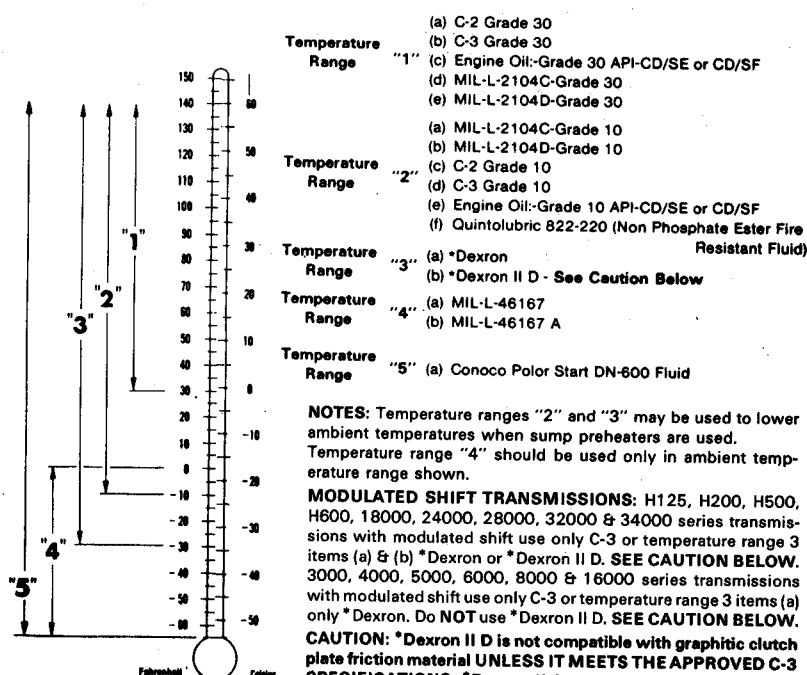 (a) C-2 Grade 30
Temperature Range "1" (b) C-3 Grade 30
(c) Engine Oil:-Grade 30 API-CD/SE or CD/SF
(d) MIL-L-2104C-Grade 30
(e) MIL-L-2104D-Grade 30
(a) MIL-L-2104C-Grade 10
(b) MIL-L-2104D-Grade 10
Temperature Range "2" (c) C-2 Grade 10
(d) C-3 Grade 10
(e) Engine Oil:-Grade 10 API-CD/SE or CD/SF
(f) Quintolubric 822-220 (Non Phosphate Ester Fire
Resistant Fluid)
Temperature Range "3" (a) *Dexron
(b) *Dexron II D - See Caution Below
Temperature Range "4" (a) MIL-L-46167
(b) MIL-L-46167 A
Temperature Range "5" (a) Conoco Polor Start DN-600 Fluid
NOTES: Temperature ranges "2" and "3" may be used to lower
ambient temperatures when sump preheaters are used.
Temperature range "4" should be used only in ambient temp-
erature range shown.
MODULATED SHIFT TRANSMISSIONS: H125, H200, H500,
H600, 18000, 24000, 28000, 32000 & 34000 series transmis-
sions with modulated shift use only C-3 or temperature range 3
items (a) & (b) *Dexron or *Dexron II D. SEE CAUTION BELOW.
3000, 4000, 5000, 6000, 8000 & 16000 series transmissions
with modulated shift use only C-3 or temperature range 3 items (a)
only *Dexron. Do NOT use *Dexron II D. SEE CAUTION BELOW.
CAUTION: *Dexron II D is not compatible with graphitic clutch
plate friction material UNLESS IT MEETS THE APPROVED C-3
150
140
130
120
110
100
90
80
70
60
50
40
30
20
10
0
-10
-20
-30
-40
-50
-60
60
50
40
30
20
10
0
-10
-20
-30
-40
-50
"1"
"2"
"3"
"4"
"5"